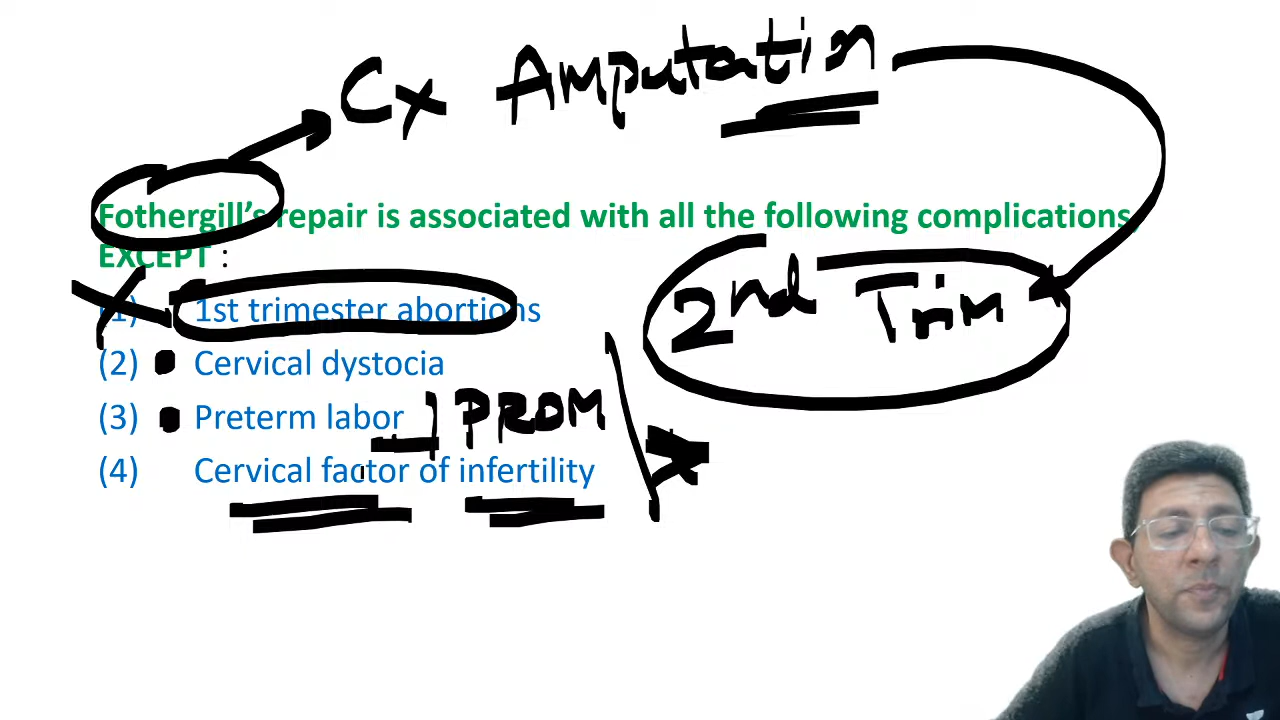 Cx Amputation
Fothergill's repair is associated with all the following complications,
EXCEPT :
(1) 1st trimester abortions
2nd Trim
(2) Cervical dystocia
(3) Preterm labor PROM
(4) Cervical factor of infertility